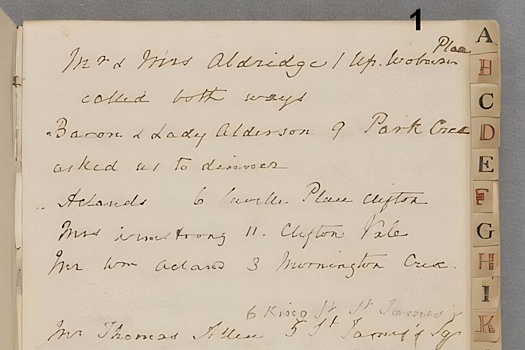 1
Place
Mr & Mrs Aldridge 1 Up. Woburn
called both ways
Baron & Lady Alderson 9 Park Cres
asked us to dinner
Aclands 6 Place Clifton
Mrs Armstrong 11. Clifton Vale
Mr Wm Acland 3 Mornington Cres.
6 King St St James's
Mr Thomas Allen 5 St James's Sq
A
C
D
E
F
G
H
I
K